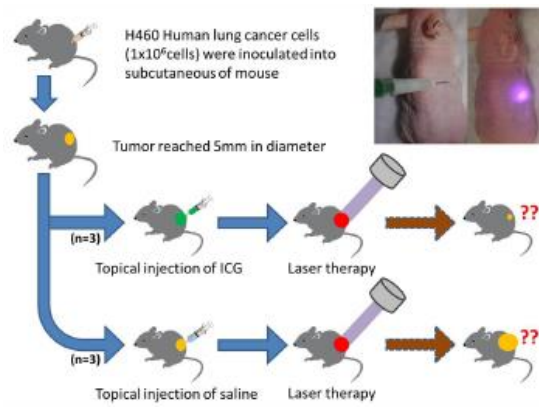 H460 Human lung cancer cells
(1x10⁶cells) were inoculated into
subcutaneous of mouse
Tumor reached 5mm in diameter
(n=3)
??
Topical injection of ICG
Laser therapy
(n=3)
??
Topical injection of saline
Laser therapy